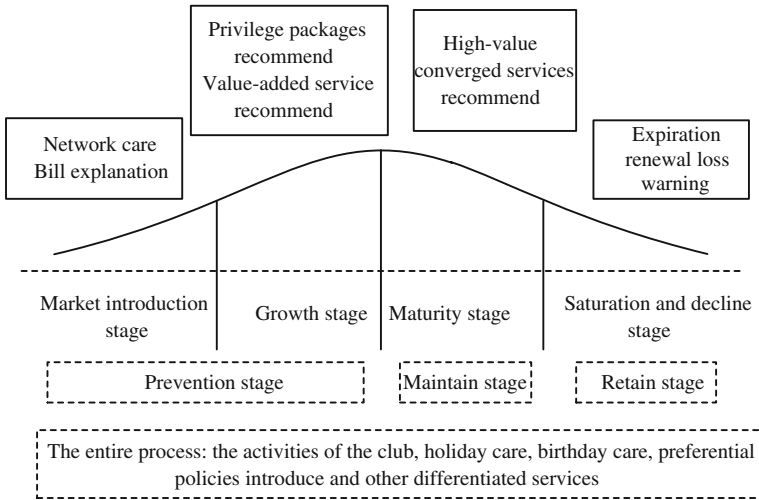 Privilege packages
recommend
Value-added service
recommend
High-value
converged services
recommend
Network care
Bill explanation
Expiration
renewal loss
warning
Market introduction
stage
Growth stage
Maturity stage
Saturation and decline
stage
Prevention stage
Maintain stage
Retain stage
The entire process: the activities of the club, holiday care, birthday care, preferential
policies introduce and other differentiated services